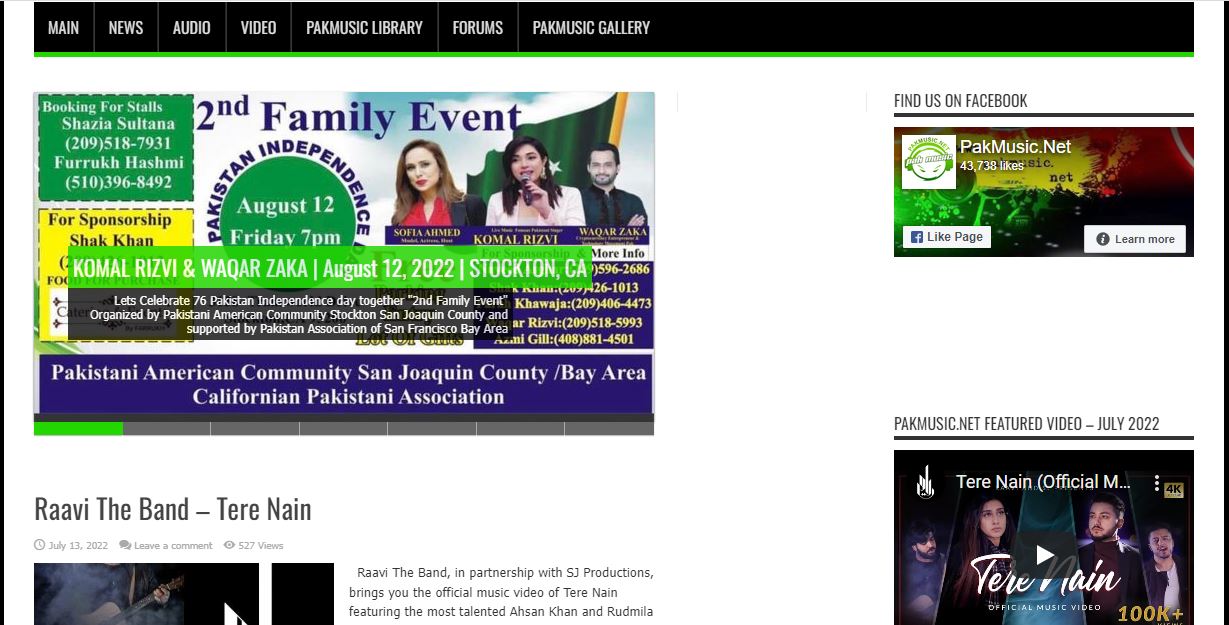 MAIN
NEWS
AUDIO
VIDEO
PAKMUSIC LIBRARY
FORUMS
PAKMUSIC GALLERY
Booking For Stalls
Shazia Sultana
(209)518-7931
Furrukh Hashmi
(510)396-8492
For Sponsorship
Shak Khan
2nd Family Event
PAKISTAN INDEPENDENCE
August 12
Friday 7pm
SOFIA AHMED
Model, Actress, Host
KOMAL RIZVI
WAQAR ZAKA
For Sponsorship & More Info
)596-2686
Shak Khan:(209)426-1013
Khawaja:(209)406-4473
ar Rizvi:(209)518-5993
Azmi Gill:(408)881-4501
KOMAL RIZVI & WAQAR ZAKA | August 12, 2022 | STOCKTON, CA
Lets Celebrate 76 Pakistan Independence day together "2nd Family Event"
Organized by Pakistani American Community Stockton San Joaquin County and
supported by Pakistan Association of San Francisco Bay Area
Lot Of Gifts
Pakistani American Community San Joaquin County /Bay Area
Californian Pakistani Association
Raavi The Band – Tere Nain
July 13, 2022 Leave a comment 527 Views
Raavi The Band, in partnership with SJ Productions,
brings you the official music video of Tere Nain
featuring the most talented Ahsan Khan and Rudmila
FIND US ON FACEBOOK
PAKMUSIC.NET
pak music
PakMusic.Net
43,738 likes
music.
net
Like Page
Learn more
PAKMUSIC.NET FEATURED VIDEO – JULY 2022
Tere Nain (Official M...
4K
Tere Nain
OFFICIAL MUSIC VIDEO
100K+
VIEWS